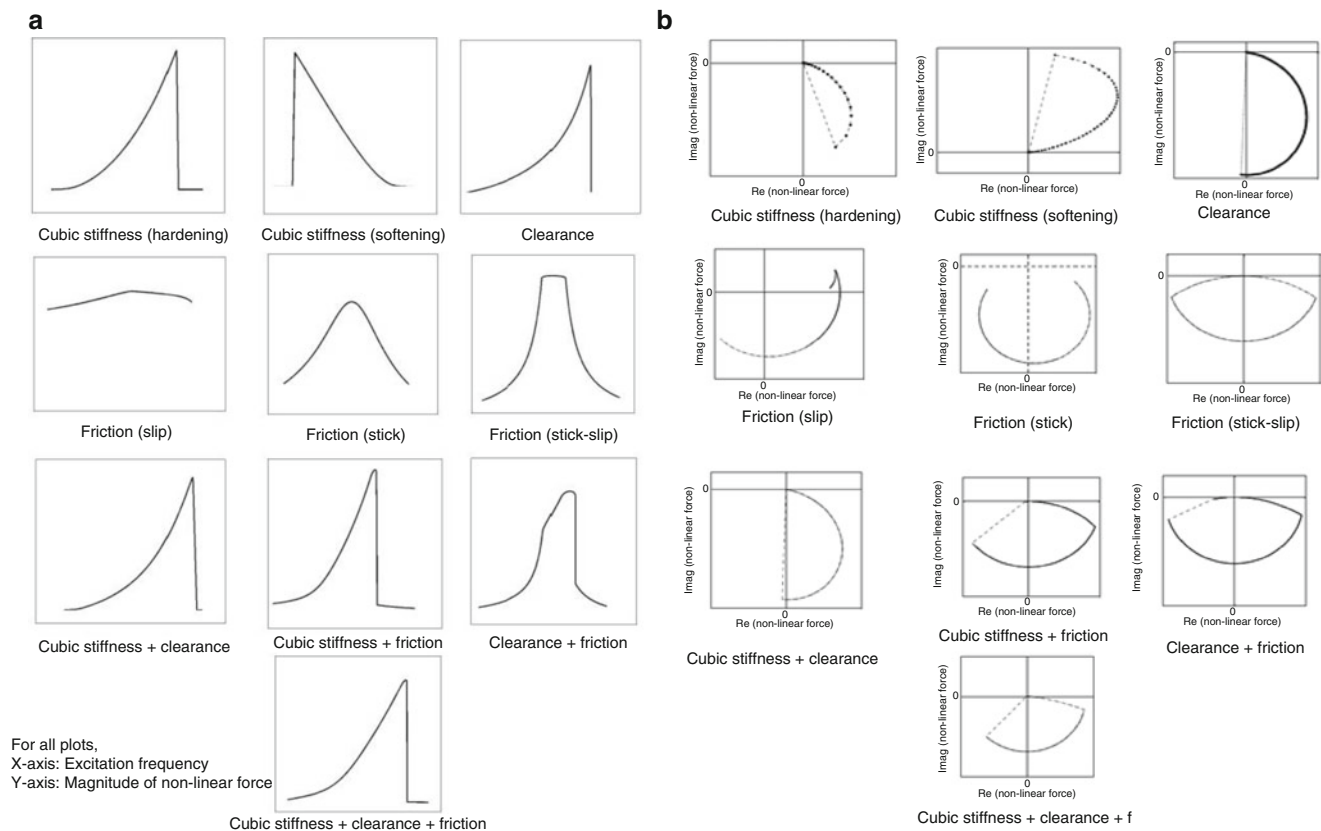 a
Cubic stiffness (hardening)
Cubic stiffness (softening)
Clearance
Friction (slip)
Friction (stick)
Friction (stick-slip)
Cubic stiffness + clearance
Cubic stiffness + friction
Clearance + friction
For all plots,
X-axis: Excitation frequency
Y-axis: Magnitude of non-linear force
Cubic stiffness + clearance + friction
b
Imag (non-linear force)
0
0
Re (non-linear force)
Cubic stiffness (hardening)
Imag (non-linear force)
0
0
Re (non-linear force)
Cubic stiffness (softening)
Imag (non-linear force)
0
0
Re (non-linear force)
Clearance
Imag (non-linear force)
0
0
Re (non-linear force)
Friction (slip)
Imag (non-linear force)
0
0
Re (non-linear force)
Friction (stick)
Imag (non-linear force)
0
0
Re (non-linear force)
Friction (stick-slip)
Imag (non-linear force)
0
0
Re (non-linear force)
Cubic stiffness + clearance
Imag (non-linear force)
0
0
Re (non-linear force)
Cubic stiffness + friction
Imag (non-linear force)
0
0
Re (non-linear force)
Clearance + friction
Imag (non-linear force)
0
0
Re (non-linear force)
Cubic stiffness + clearance + f